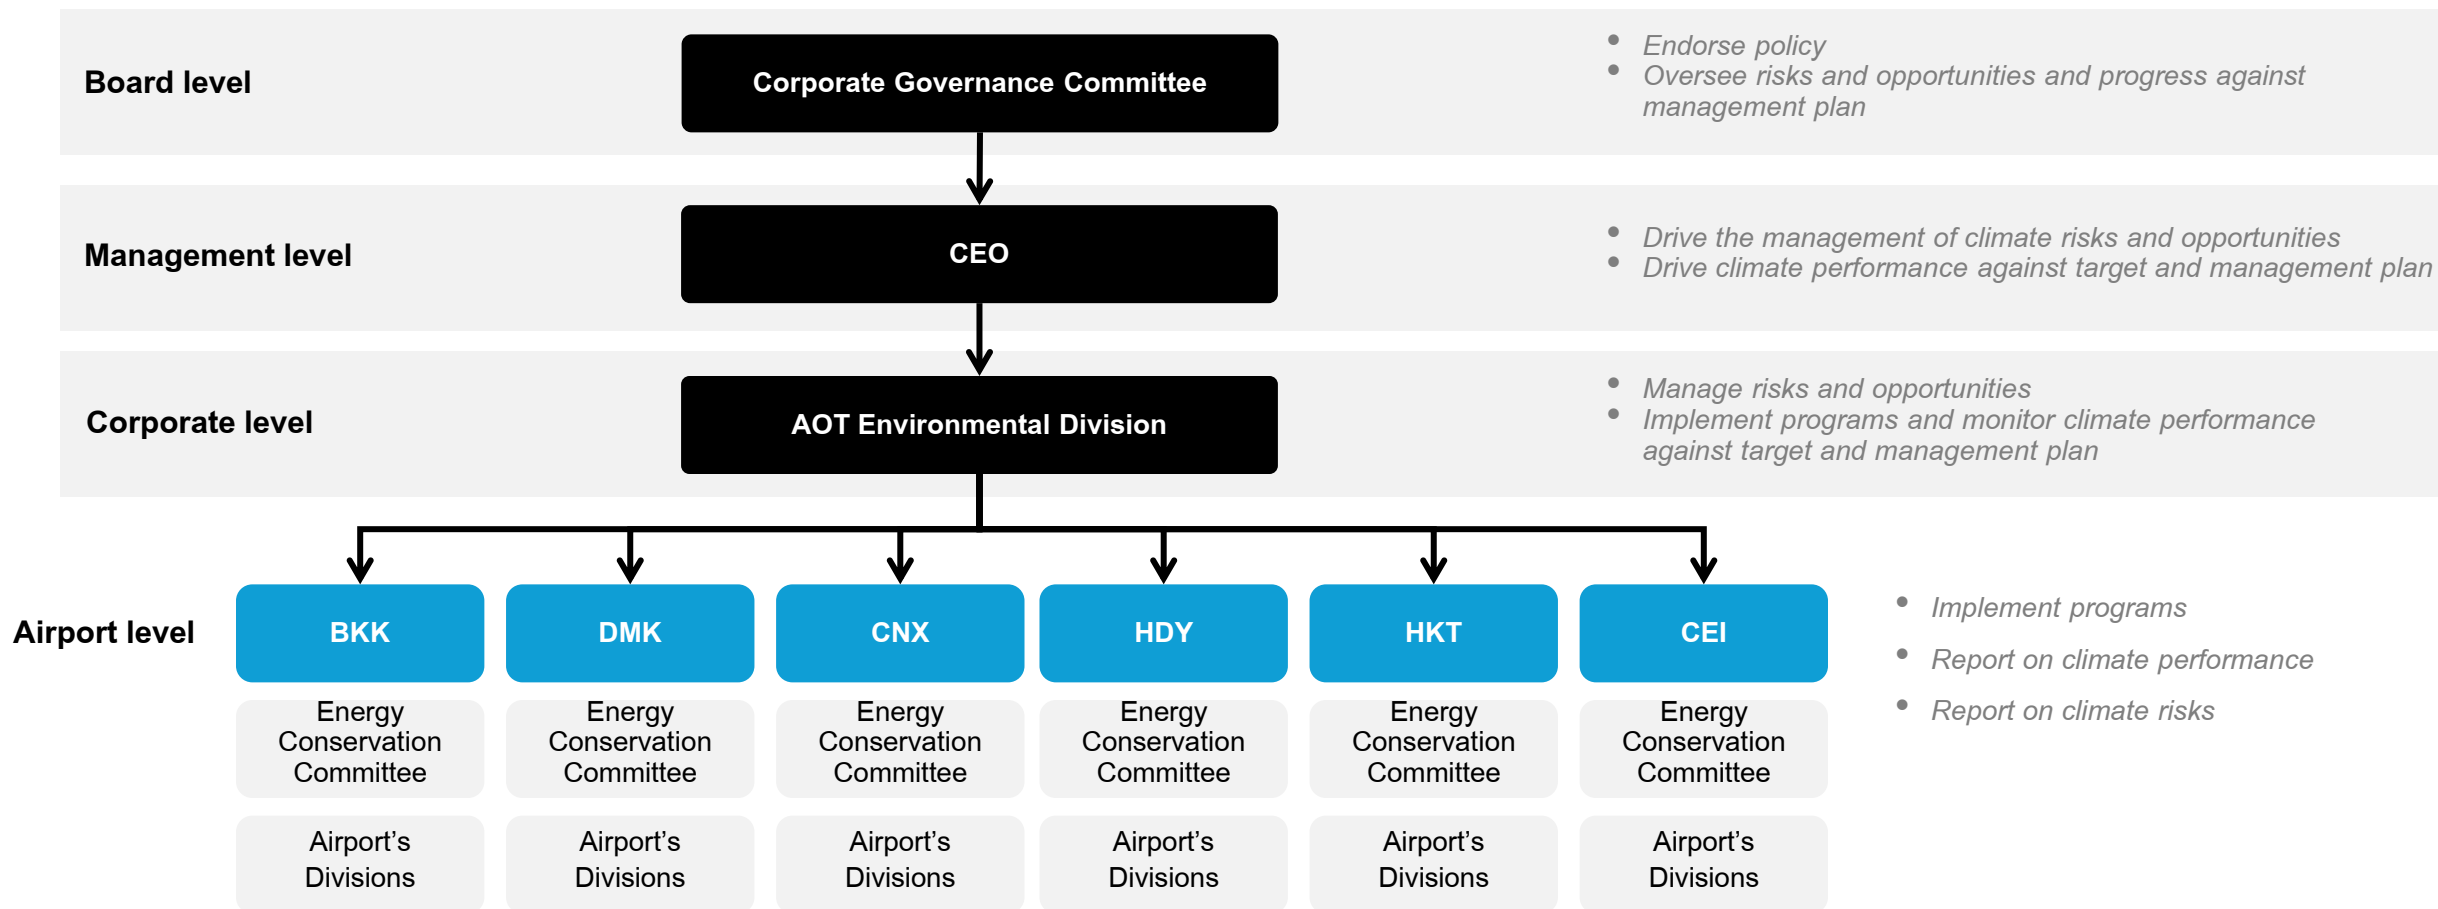 Board level
Corporate Governance Committee
• Endorse policy
• Oversee risks and opportunities and progress against
management plan
Management level
CEO
• Drive the management of climate risks and opportunities
• Drive climate performance against target and management plan
Corporate level
AOT Environmental Division
• Manage risks and opportunities
• Implement programs and monitor climate performance
against target and management plan
Airport level
BKK
DMK
CNX
HDY
HKT
CEI
Energy
Conservation
Committee
Energy
Conservation
Committee
Energy
Conservation
Committee
Energy
Conservation
Committee
Energy
Conservation
Committee
Energy
Conservation
Committee
Airport’s
Divisions
Airport’s
Divisions
Airport’s
Divisions
Airport’s
Divisions
Airport’s
Divisions
Airport’s
Divisions
• Implement programs
• Report on climate performance
• Report on climate risks